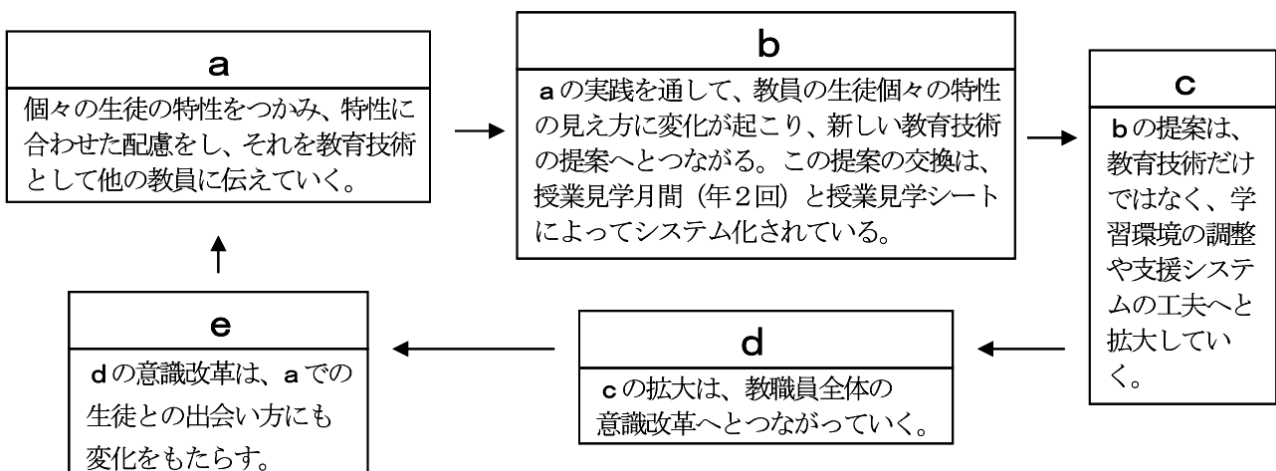 a
個々の生徒の特性をつかみ、特性に
合わせた配慮をし、それを教育技術
として他の教員に伝えていく。
b
aの実践を通して、教員の生徒個々の特性
の見え方に変化が起こり、新しい教育技術
の提案へとつながる。この提案の交換は、
授業見学月間（年２回）と授業見学シート
によってシステム化されている。
c
bの提案は、
教育技術だけ
ではなく、学
習環境の調整
や支援システ
ムの工夫へと
拡大してい
く。
d
cの拡大は、教職員全体の
意識改革へとつながっていく。
e
dの意識改革は、aでの
生徒との出会い方にも
変化をもたらす。